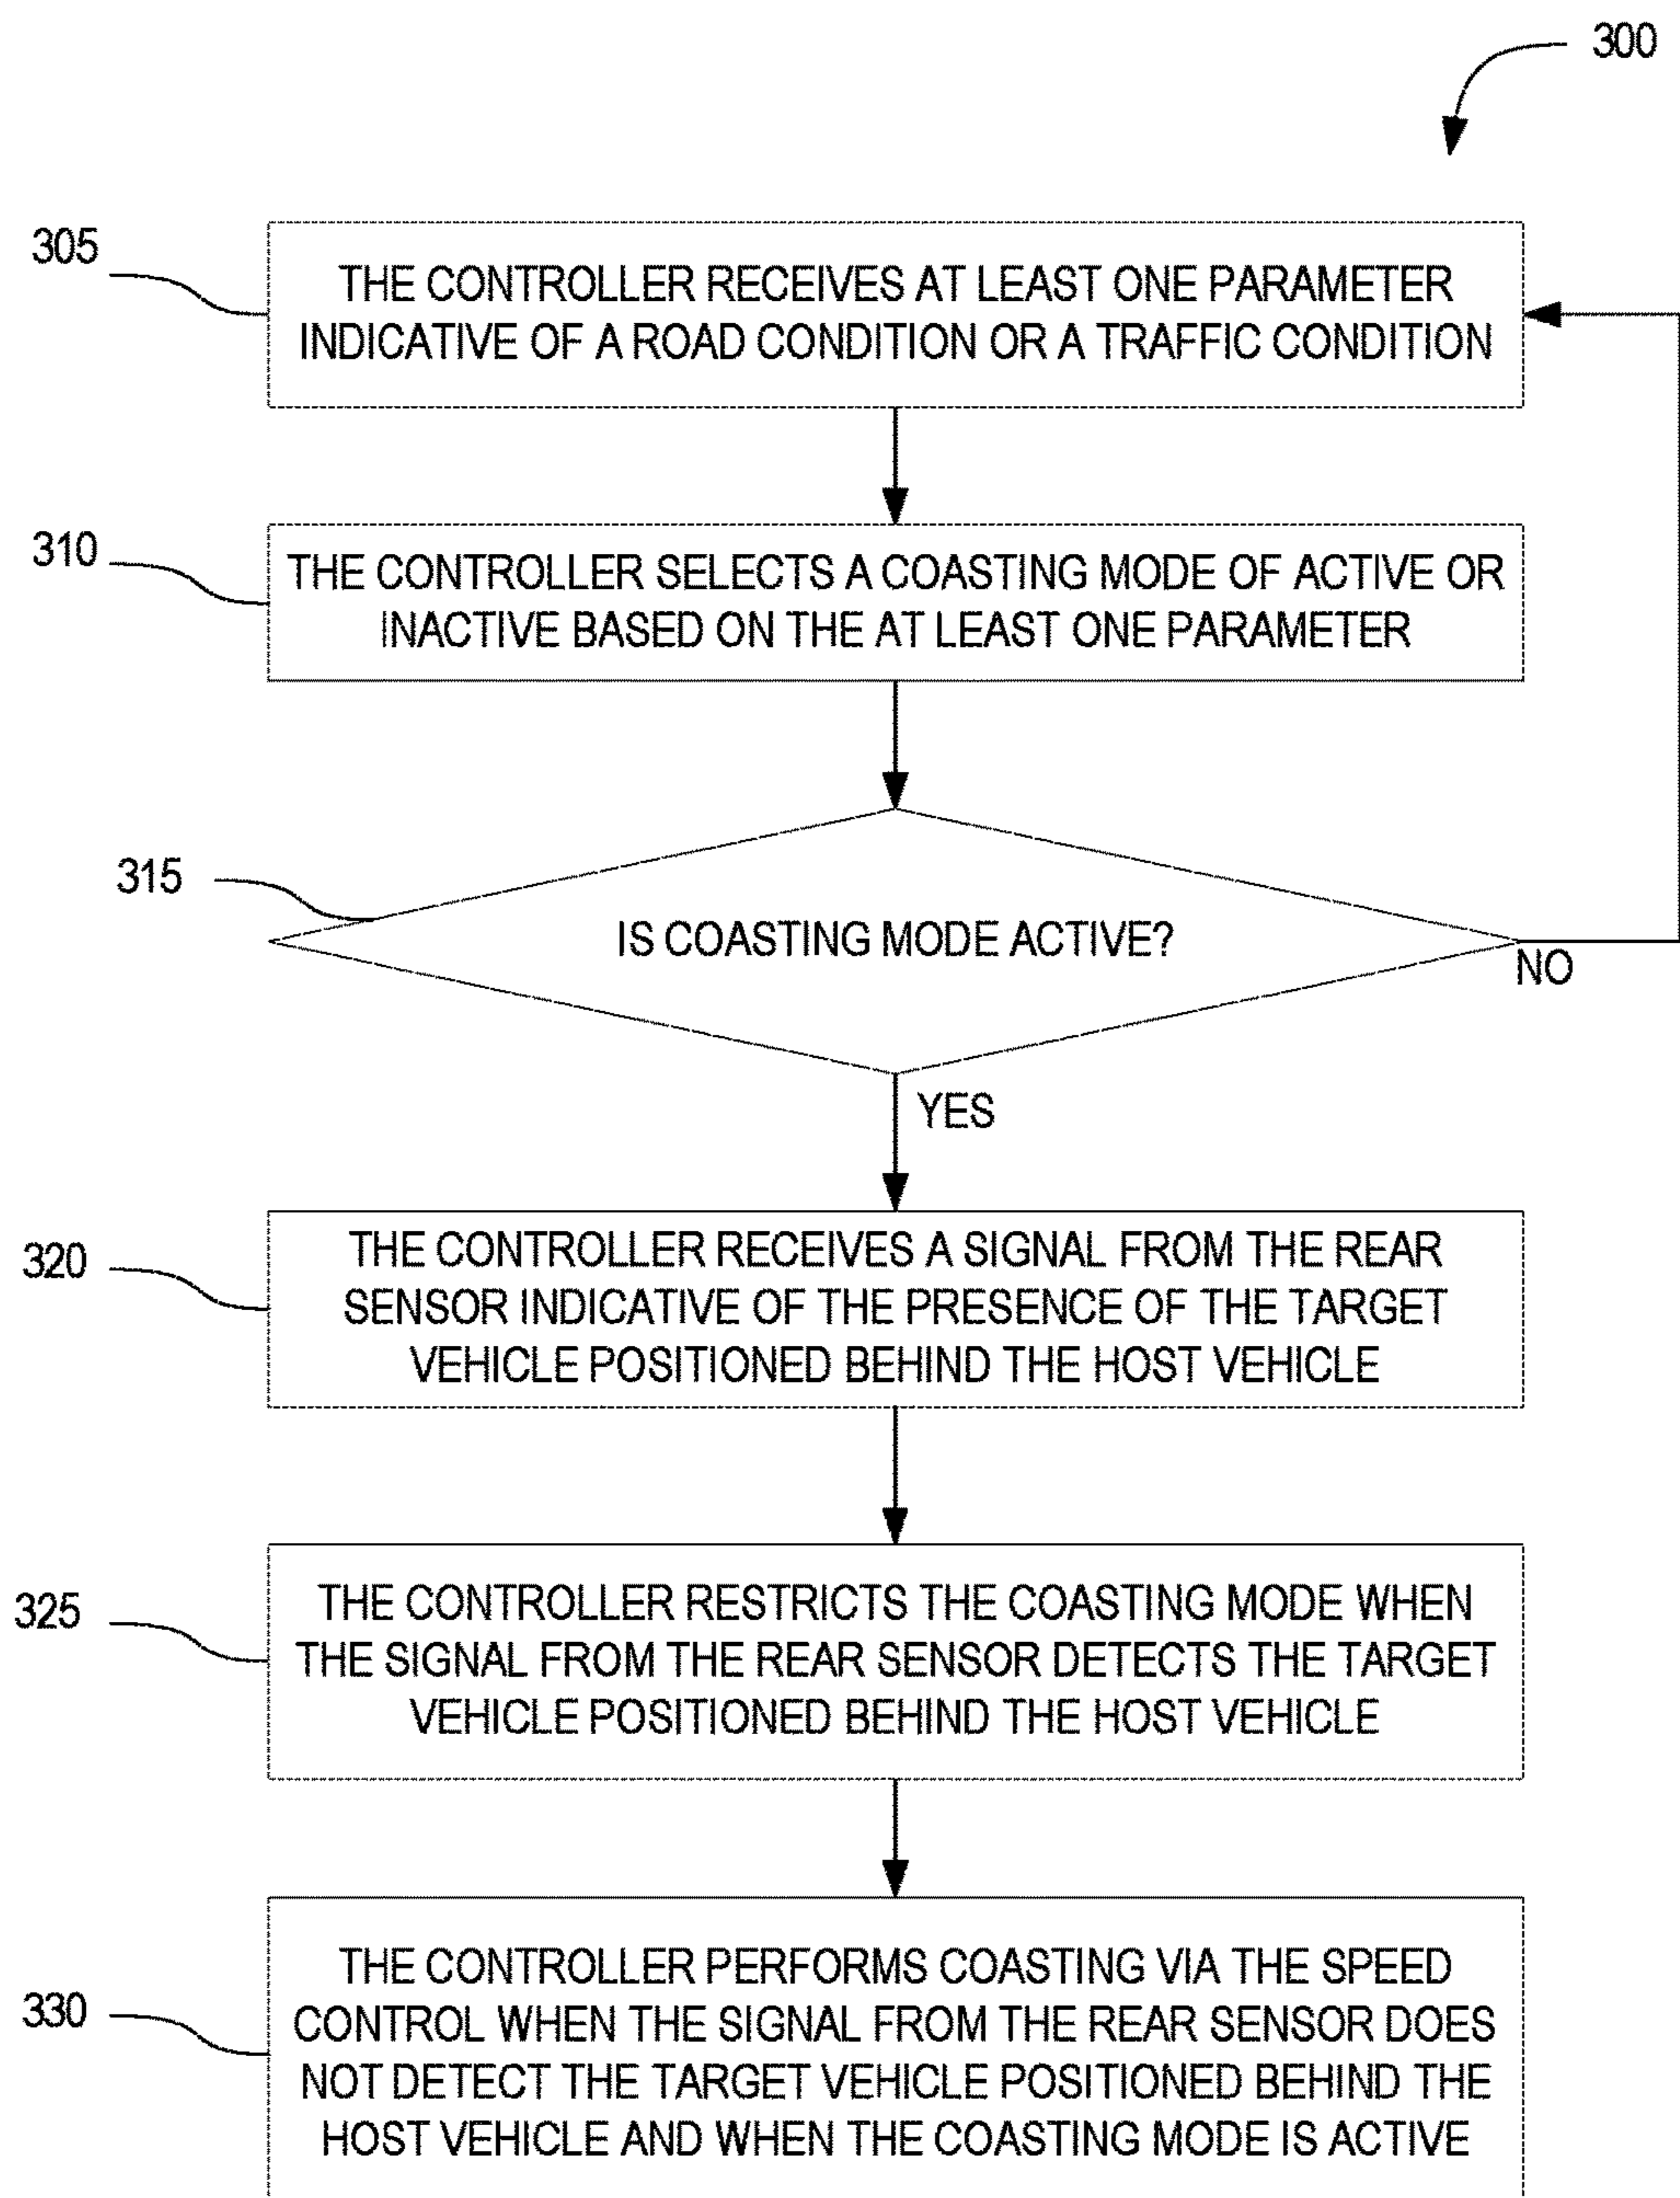 300
305
THE CONTROLLER RECEIVES AT LEAST ONE PARAMETER
INDICATIVE OF A ROAD CONDITION OR A TRAFFIC CONDITION
310
THE CONTROLLER SELECTS A COASTING MODE OF ACTIVE OR
INACTIVE BASED ON THE AT LEAST ONE PARAMETER
315
IS COASTING MODE ACTIVE?
NO
YES
320
THE CONTROLLER RECEIVES A SIGNAL FROM THE REAR
SENSOR INDICATIVE OF THE PRESENCE OF THE TARGET
VEHICLE POSITIONED BEHIND THE HOST VEHICLE
325
THE CONTROLLER RESTRICTS THE COASTING MODE WHEN
THE SIGNAL FROM THE REAR SENSOR DETECTS THE TARGET
VEHICLE POSITIONED BEHIND THE HOST VEHICLE
330
THE CONTROLLER PERFORMS COASTING VIA THE SPEED
CONTROL WHEN THE SIGNAL FROM THE REAR SENSOR DOES
NOT DETECT THE TARGET VEHICLE POSITIONED BEHIND THE
HOST VEHICLE AND WHEN THE COASTING MODE IS ACTIVE